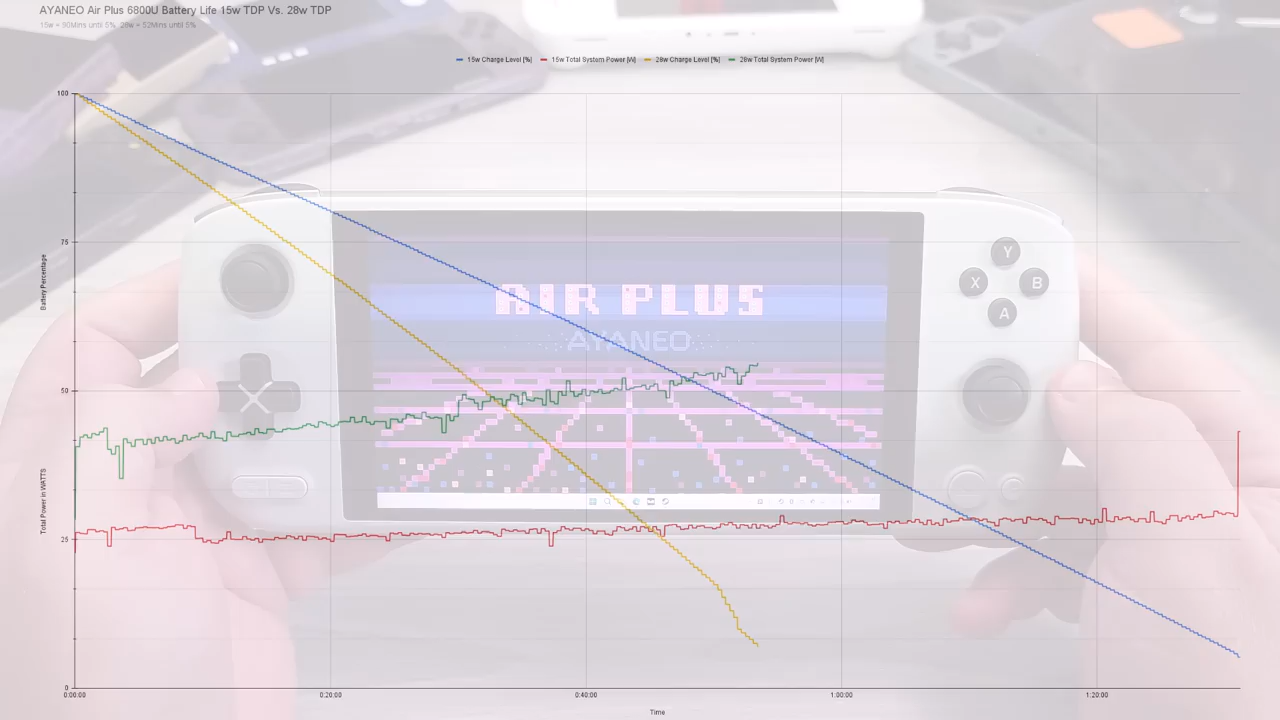 AYANEO Air Plus 6800U Battery Life 15w TDP Vs. 28w TDP
15w = 90Mins until 5% 28w = 52Mins until 5%
15w Charge Level [%] 15w Total System Power [W] 28w Charge Level [%] 28w Total System Power [W]
100
75
50
25
0
Battery Percentage
Total Power in WATTS
AIR PLUS
AYANEO
Y
X
B
A
0:00:00 0:20:00 0:40:00 1:00:00 1:20:00
Time